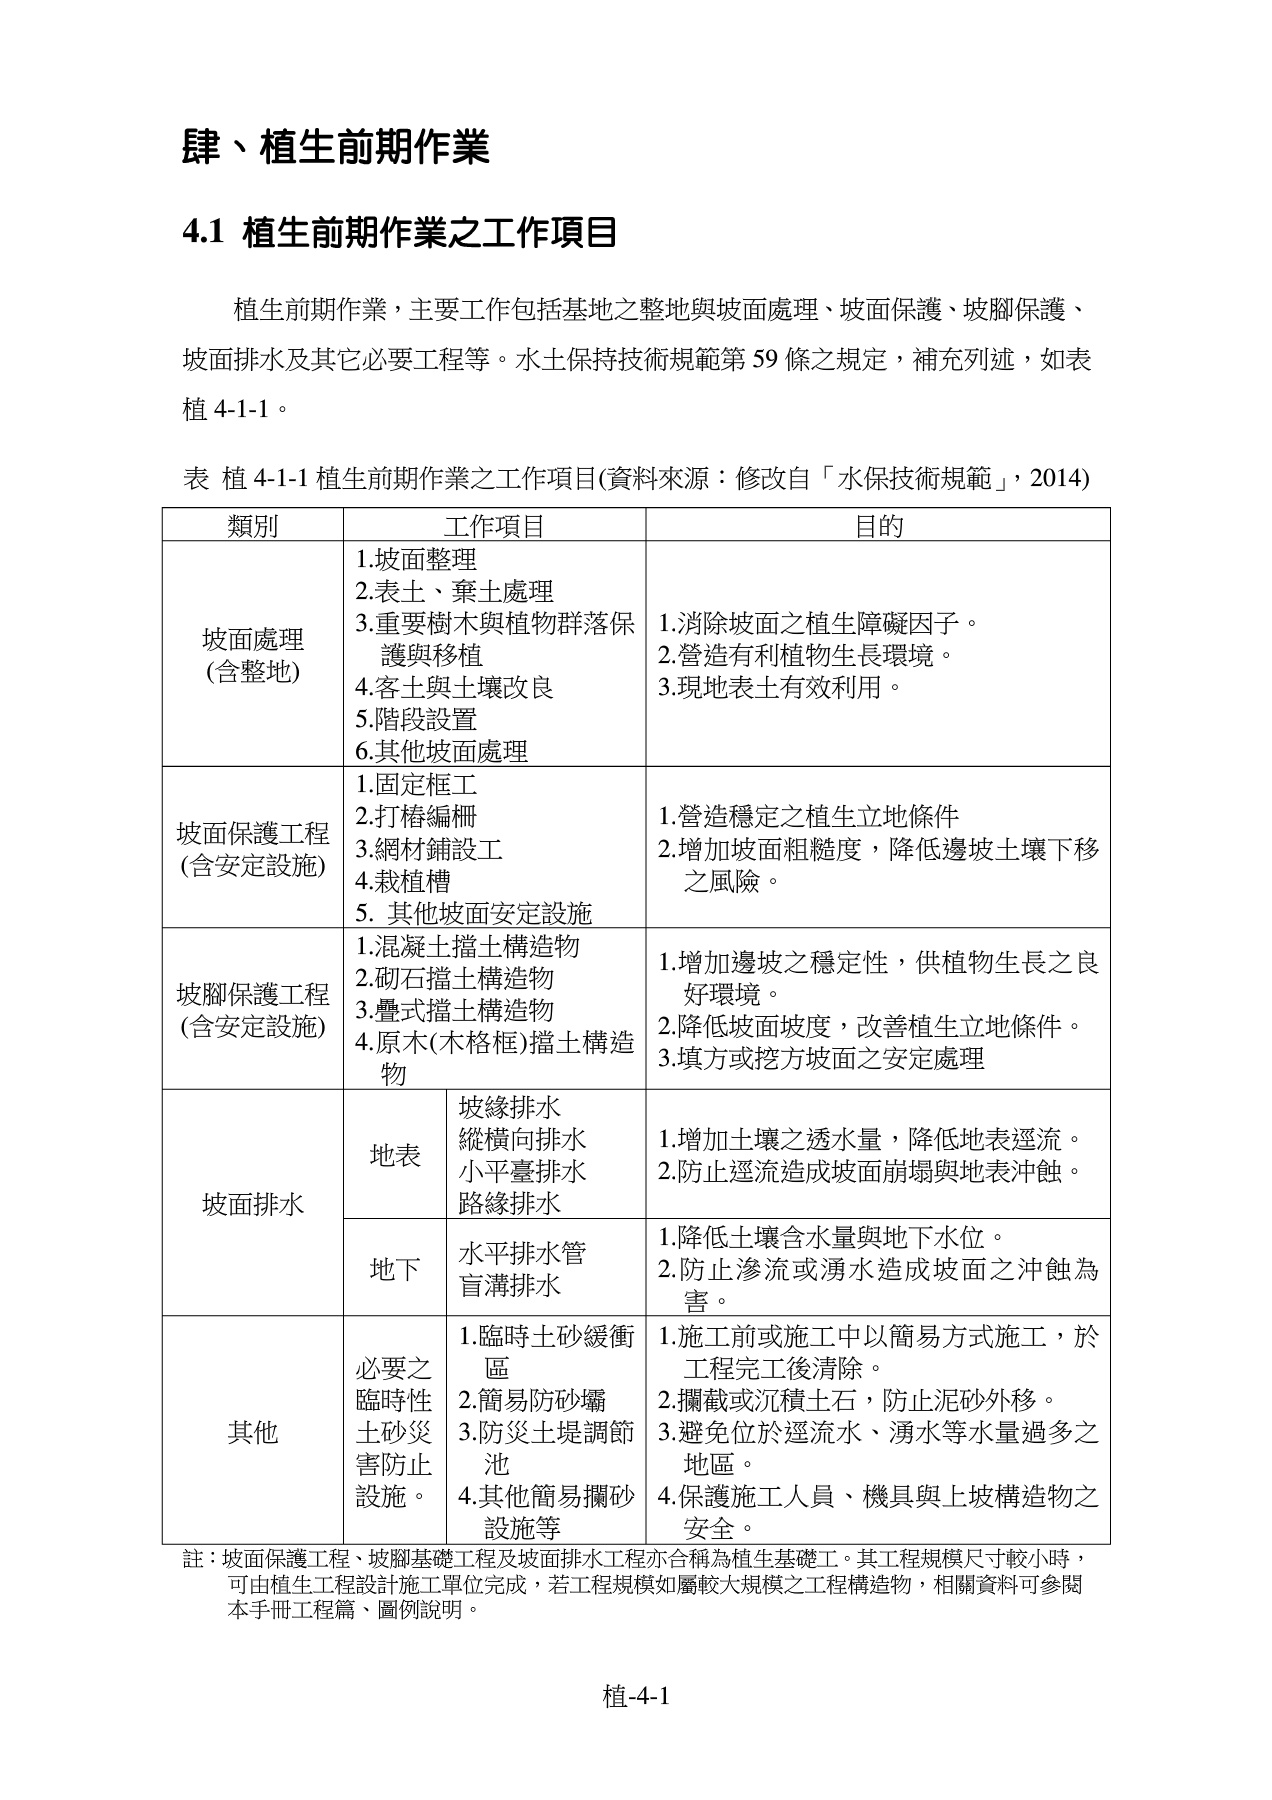 肆、植生前期作業
4.1 植生前期作業之工作項目
植生前期作業，主要工作包括基地之整地與坡面處理、坡面保護、坡腳保護、
坡面排水及其它必要工程等。水土保持技術規範第 59 條之規定，補充列述，如表
植 4-1-1。
表 植 4-1-1 植生前期作業之工作項目(資料來源：修改自「水保技術規範」，2014)
類別
工作項目
目的
坡面處理
(含整地)
1.坡面整理
2.表土、棄土處理
3.重要樹木與植物群落保
護與移植
4.客土與土壤改良
5.階段設置
6.其他坡面處理
1.消除坡面之植生障礙因子。
2.營造有利植物生長環境。
3.現地表土有效利用。
坡面保護工程
(含安定設施)
1.固定框工
2.打樁編柵
3.網材鋪設工
4.栽植槽
5. 其他坡面安定設施
1.營造穩定之植生立地條件
2.增加坡面粗糙度，降低邊坡土壤下移
之風險。
坡腳保護工程
(含安定設施)
1.混凝土擋土構造物
2.砌石擋土構造物
3.疊式擋土構造物
4.原木(木格框)擋土構造
物
1.增加邊坡之穩定性，供植物生長之良
好環境。
2.降低坡面坡度，改善植生立地條件。
3.填方或挖方坡面之安定處理
坡面排水
地表
坡緣排水
縱橫向排水
小平臺排水
路緣排水
1.增加土壤之透水量，降低地表逕流。
2.防止逕流造成坡面崩塌與地表沖蝕。
地下
水平排水管
盲溝排水
1.降低土壤含水量與地下水位。
2.防止滲流或湧水造成坡面之沖蝕為
害。
其他
必要之
臨時性
土砂災
害防止
設施。
1.臨時土砂緩衝
區
2.簡易防砂壩
3.防災土堤調節
池
4.其他簡易攔砂
設施等
1.施工前或施工中以簡易方式施工，於
工程完工後清除。
2.攔截或沉積土石，防止泥砂外移。
3.避免位於逕流水、湧水等水量過多之
地區。
4.保護施工人員、機具與上坡構造物之
安全。
註：坡面保護工程、坡腳基礎工程及坡面排水工程亦合稱為植生基礎工。其工程規模尺寸較小時，
可由植生工程設計施工單位完成，若工程規模如屬較大規模之工程構造物，相關資料可參閱
本手冊工程篇、圖例說明。
植-4-1